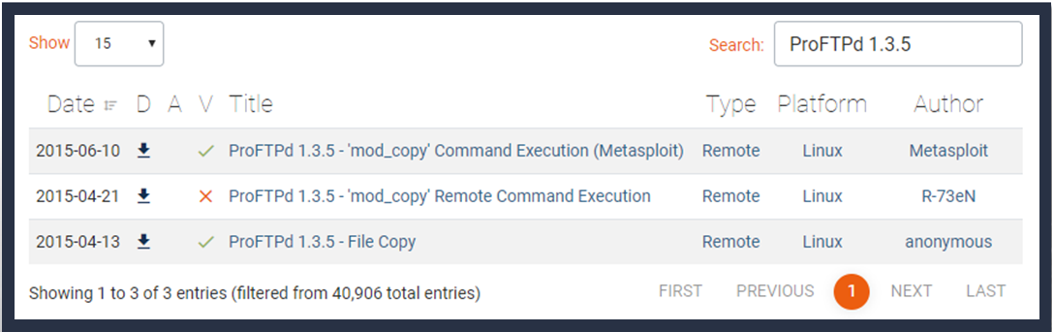 Show 15 Search: ProFTPd 1.3.5
Date D A V Title Type Platform Author
2015-06-10 ProFTPd 1.3.5 - 'mod_copy' Command Execution (Metasploit) Remote Linux Metasploit
2015-04-21 ProFTPd 1.3.5 - 'mod_copy' Remote Command Execution Remote Linux R-73eN
2015-04-13 ProFTPd 1.3.5 - File Copy Remote Linux anonymous
Showing 1 to 3 of 3 entries (filtered from 40,906 total entries) FIRST PREVIOUS 1 NEXT LAST